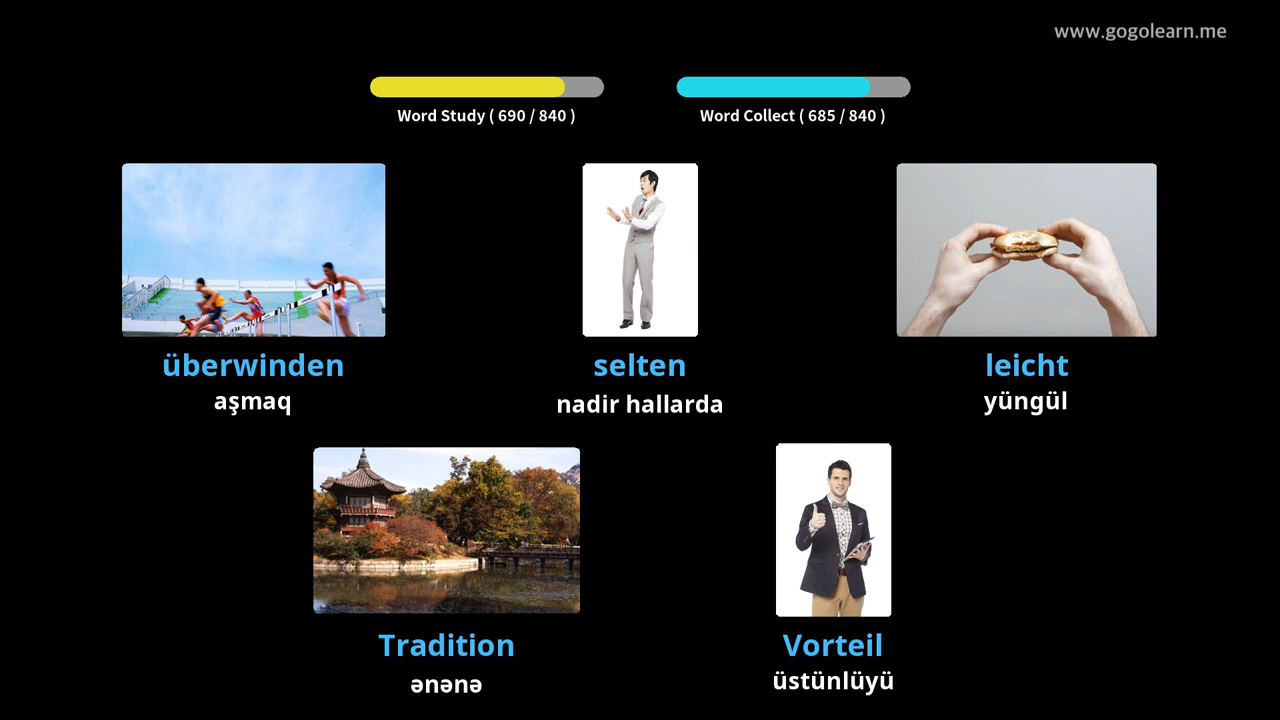 www.gogolearn.me
Word Study ( 690 / 840 )
Word Collect ( 685 / 840 )
überwinden
aşmaq
selten
nadir hallarda
leicht
yüngül
Tradition
ənənə
Vorteil
üstünlüyü